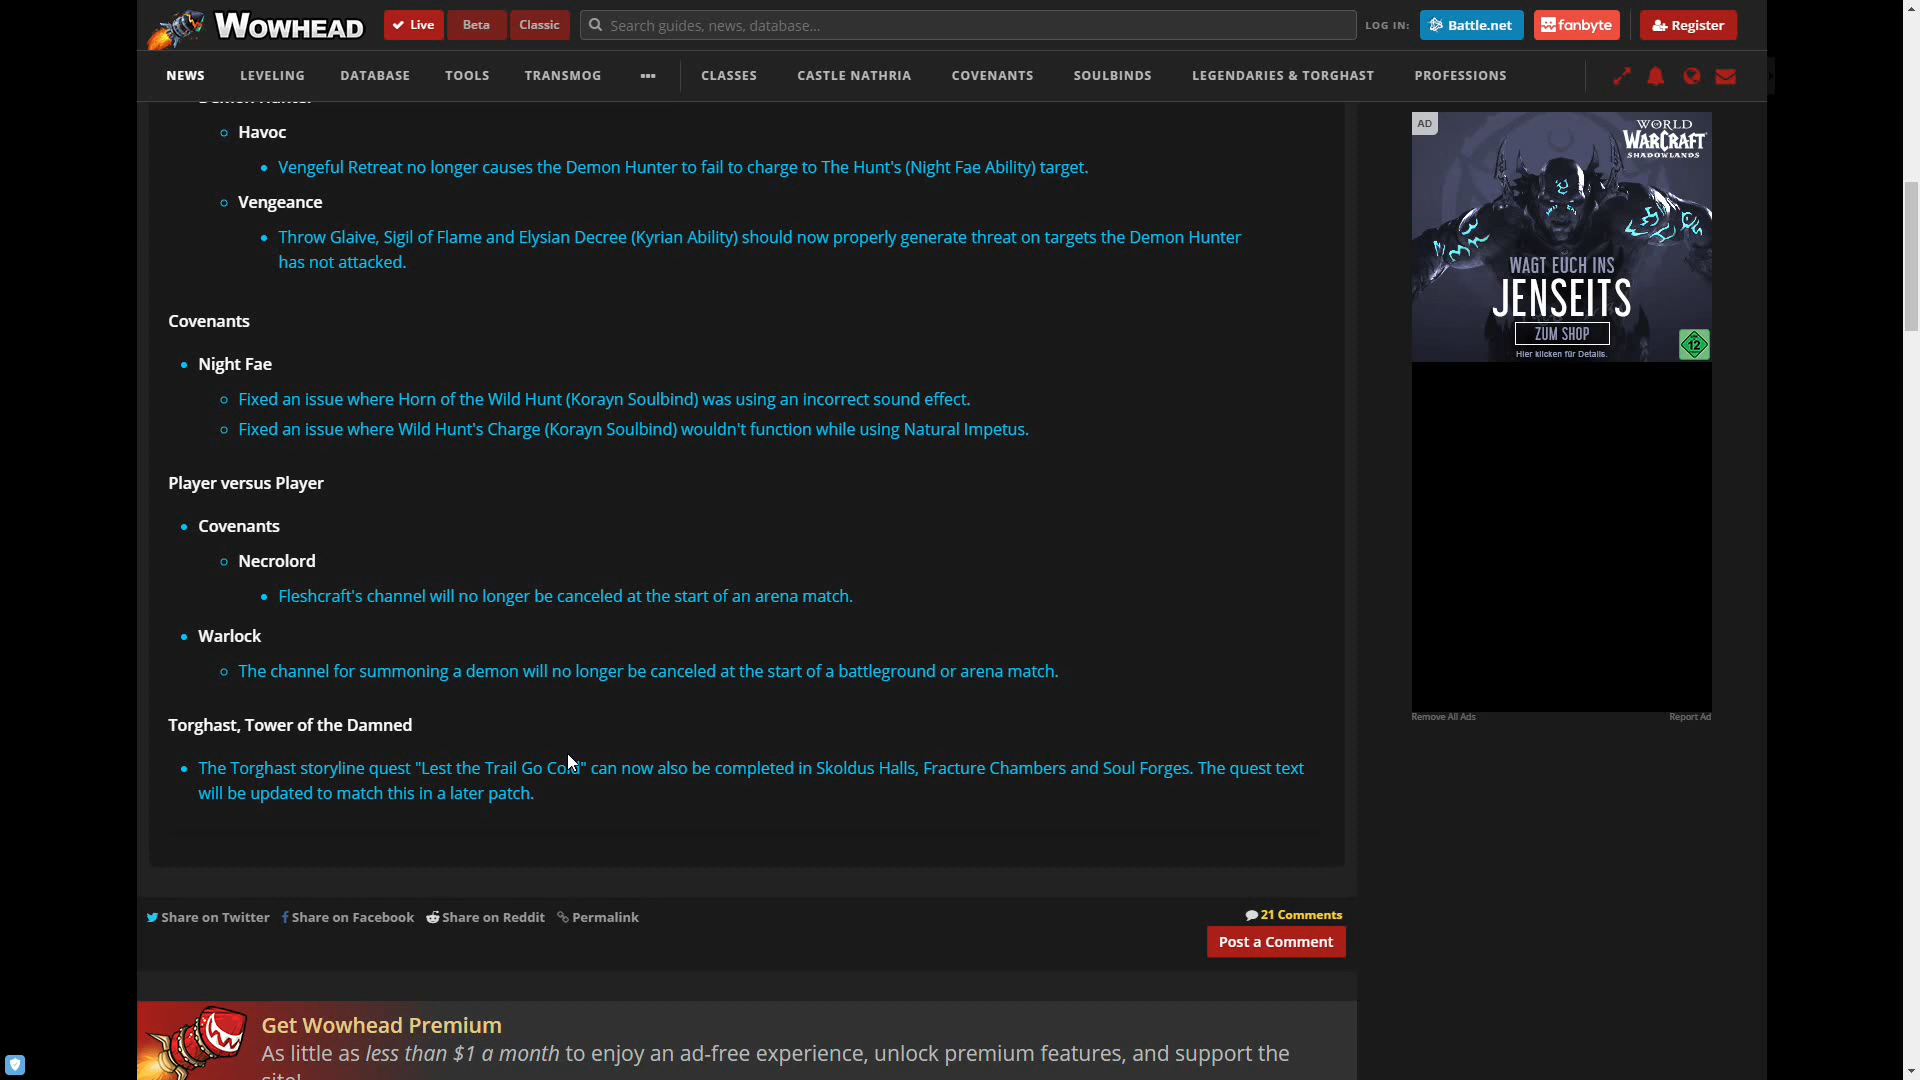 WOWHEAD
Live
Beta
Classic
Search guides, news, database...
LOG IN:
Battle.net
fanbyte
Register
NEWS
LEVELING
DATABASE
TOOLS
TRANSMOG
•••
CLASSES
CASTLE NATHRIA
COVENANTS
SOULBINDS
LEGENDARIES & TORGHAST
PROFESSIONS
Demon Hunter
Havoc
Vengeful Retreat no longer causes the Demon Hunter to fail to charge to The Hunt's (Night Fae Ability) target.
Vengeance
Throw Glaive, Sigil of Flame and Elysian Decree (Kyrian Ability) should now properly generate threat on targets the Demon Hunter
has not attacked.
Covenants
Night Fae
Fixed an issue where Horn of the Wild Hunt (Korayn Soulbind) was using an incorrect sound effect.
Fixed an issue where Wild Hunt's Charge (Korayn Soulbind) wouldn't function while using Natural Impetus.
Player versus Player
Covenants
Necrolord
Fleshcraft's channel will no longer be canceled at the start of an arena match.
Warlock
The channel for summoning a demon will no longer be canceled at the start of a battleground or arena match.
Torghast, Tower of the Damned
The Torghast storyline quest "Lest the Trail Go Cold" can now also be completed in Skoldus Halls, Fracture Chambers and Soul Forges. The quest text
will be updated to match this in a later patch.
AD
WORLD
WARCRAFT
SHADOWLANDS
WAGT EUCH INS
JENSEITS
ZUM SHOP
Hier klicken für Details.
12
Remove All Ads
Report Ad
Share on Twitter
Share on Facebook
Share on Reddit
Permalink
21 Comments
Post a Comment
Get Wowhead Premium
As little as less than $1 a month to enjoy an ad-free experience, unlock premium features, and support the
site!